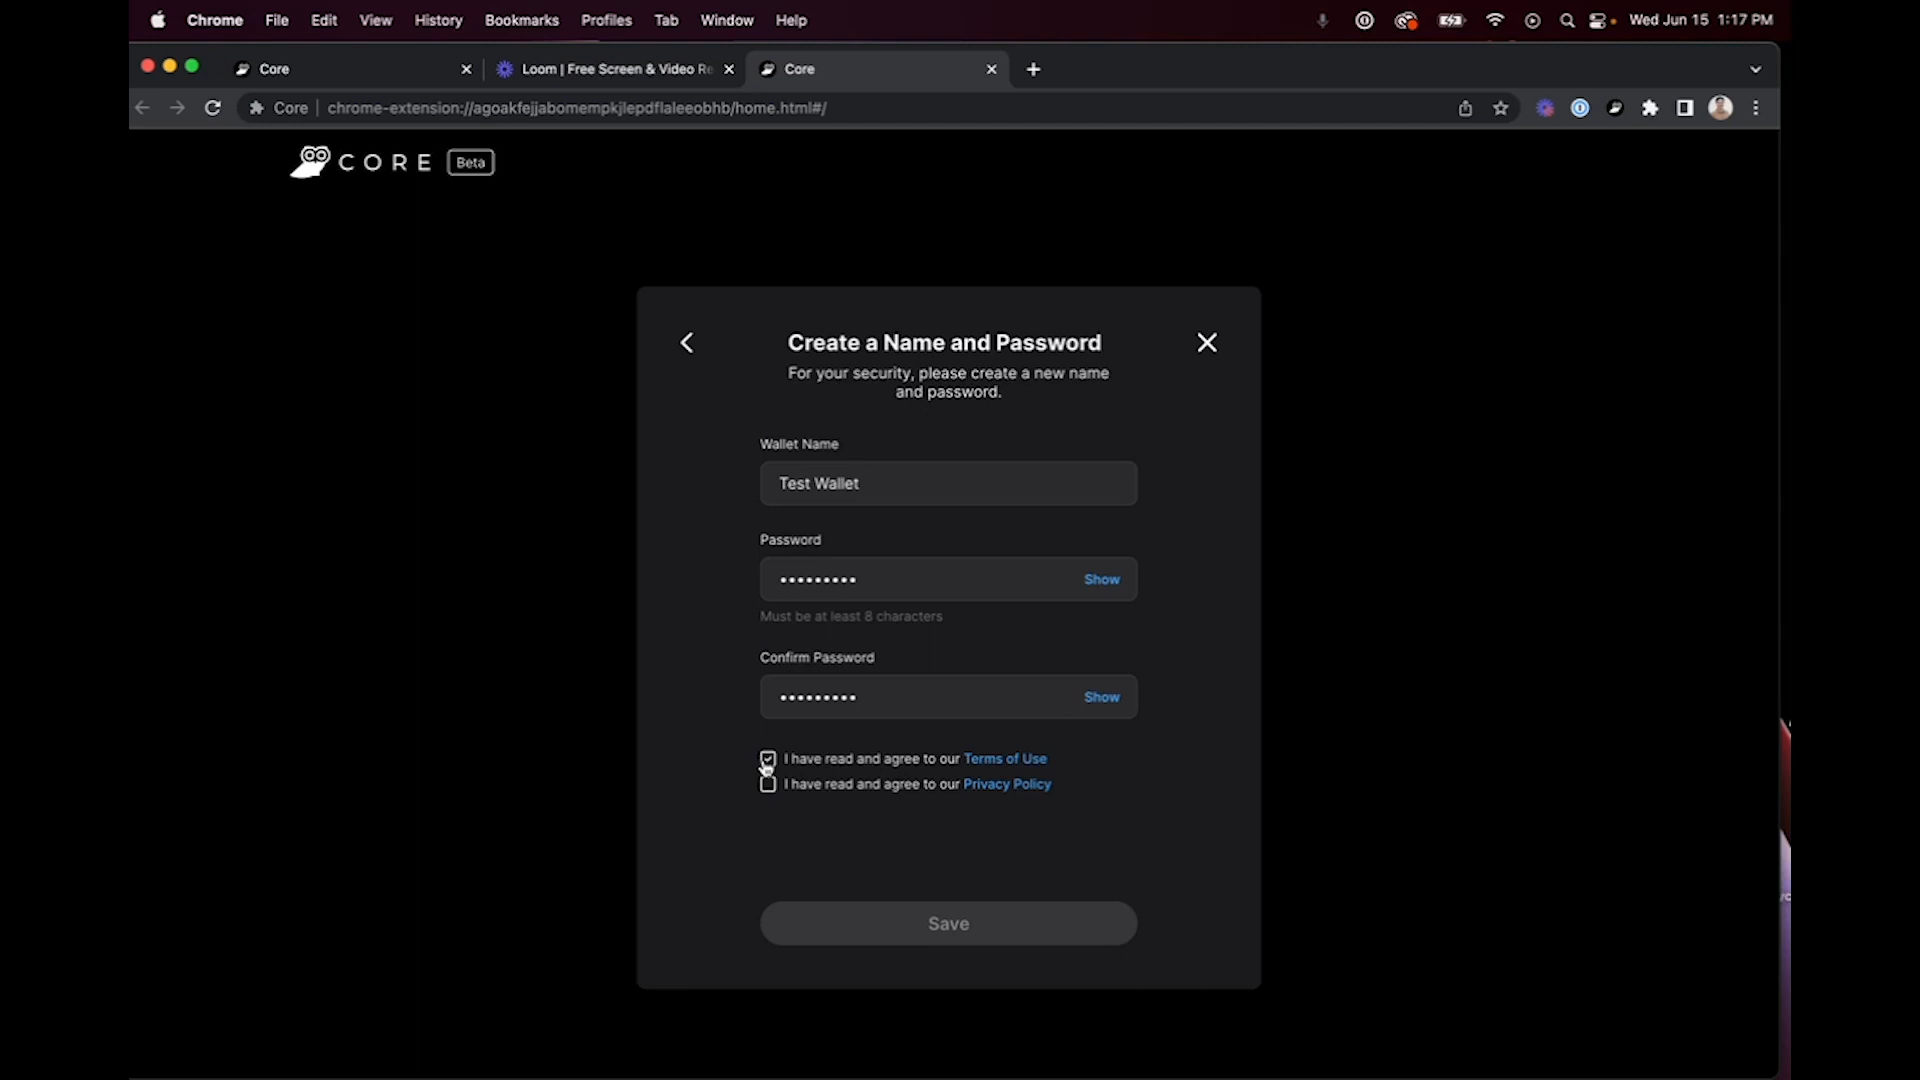 Chrome File Edit View History Bookmarks Profiles Tab Window Help Wed Jun 15 1:17 PM
Core Loom | Free Screen & Video Re Core
Core chrome-extension://agoakfejjabomempkjlepdflaleeobhb/home.html#/
CORE Beta
Create a Name and Password
For your security, please create a new name
and password.
Wallet Name
Test Wallet
Password
••••••••• Show
Must be at least 8 characters
Confirm Password
••••••••• Show
I have read and agree to our Terms of Use
I have read and agree to our Privacy Policy
Save